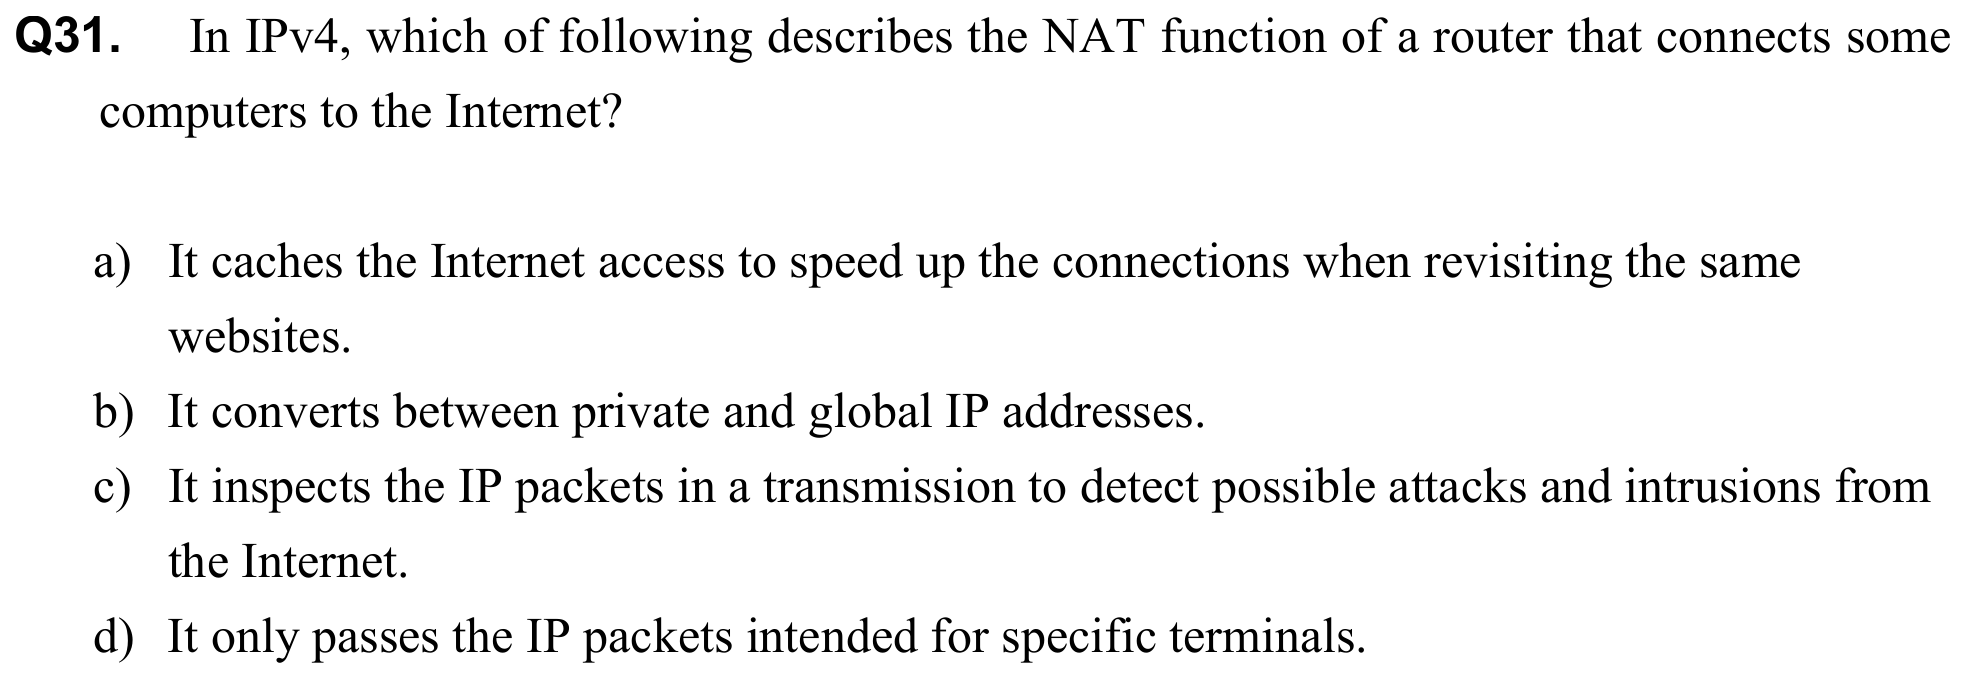 Q31. In IPv4, which of following describes the NAT function of a router that connects some
computers to the Internet?
a) It caches the Internet access to speed up the connections when revisiting the same
websites.
b) It converts between private and global IP addresses.
c) It inspects the IP packets in a transmission to detect possible attacks and intrusions from
the Internet.
d) It only passes the IP packets intended for specific terminals.